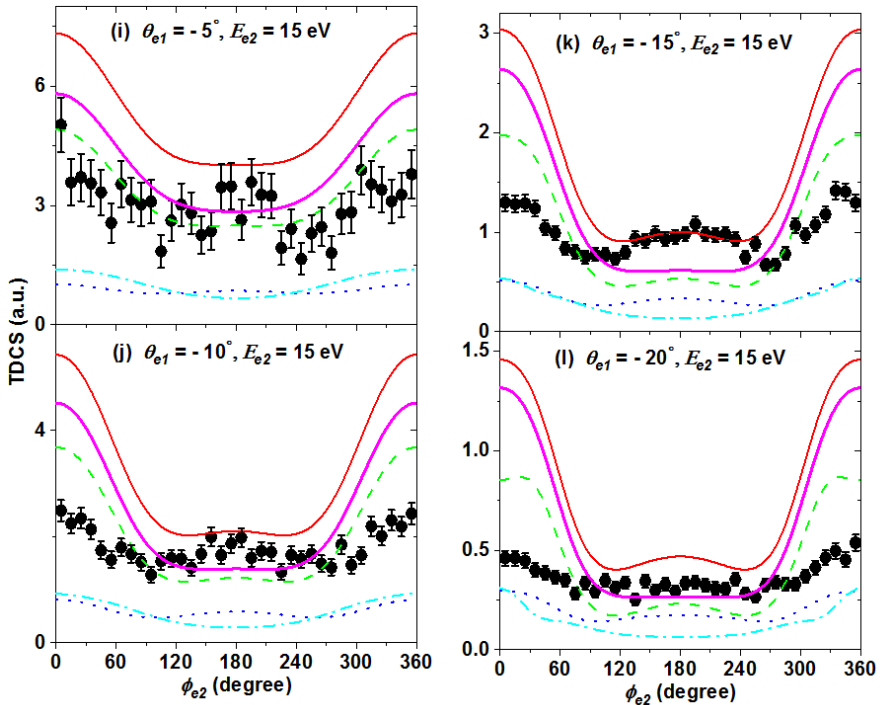 (i) θe1 = - 5°, Ee2 = 15 eV
6
3
0
(j) θe1 = - 10°, Ee2 = 15 eV
4
0
0 60 120 180 240 300 360
ϕe2 (degree)
TDCS (a.u.)
(k) θe1 = - 15°, Ee2 = 15 eV
3
2
1
0
(l) θe1 = - 20°, Ee2 = 15 eV
1.5
1.0
0.5
0.0
0 60 120 180 240 300 360
ϕe2 (degree)